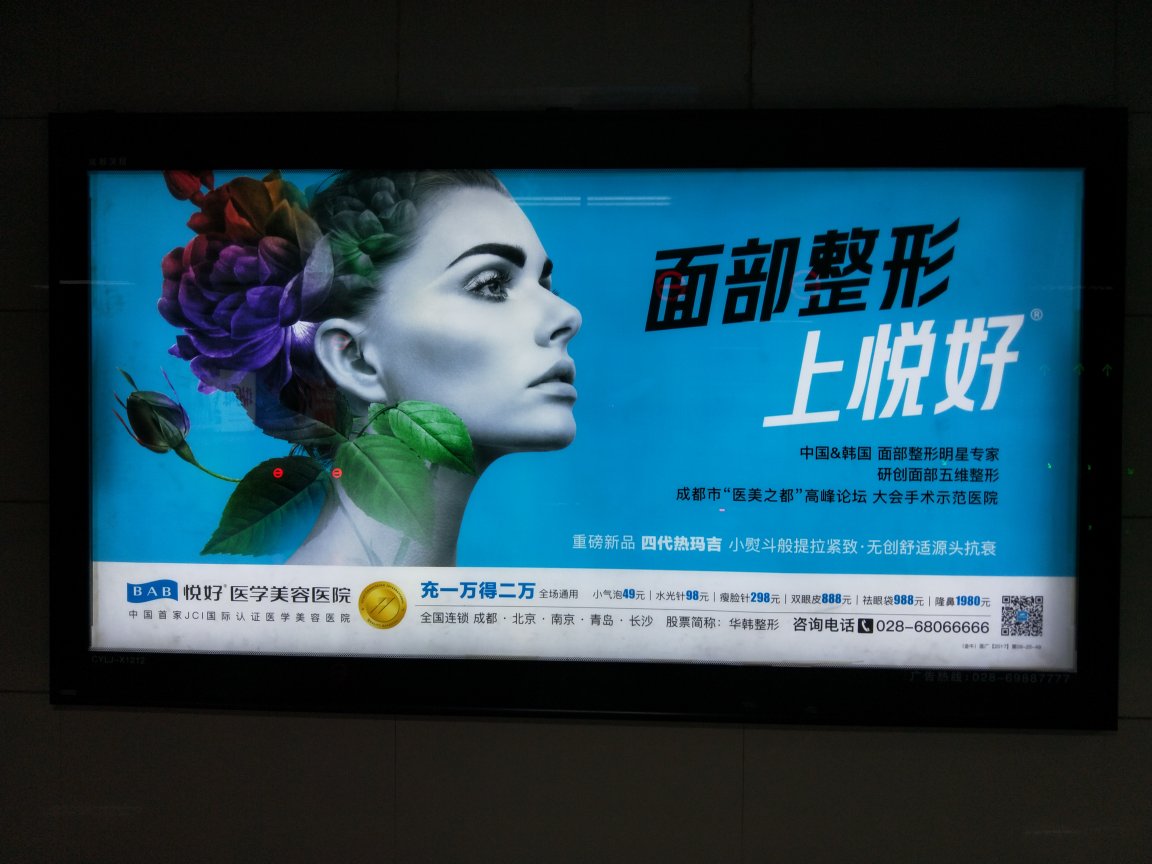 面部整形
上悦好®
中国&韩国 面部整形明星专家
研创面部五维整形
成都市“医美之都”高峰论坛 大会手术示范医院
重磅新品 四代热玛吉 小熨斗般提拉紧致·无创舒适源头抗衰
BAB 悦好®医学美容医院
中国首家JCI国际认证医学美容医院
充一万得二万 全场通用 小气泡49元|水光针98元|瘦脸针298元|双眼皮888元|祛眼袋988元|隆鼻1980元
全国连锁 成都·北京·南京·青岛·长沙 股票简称：华韩整形 咨询电话 028-68066666
广告热线:028-69887777